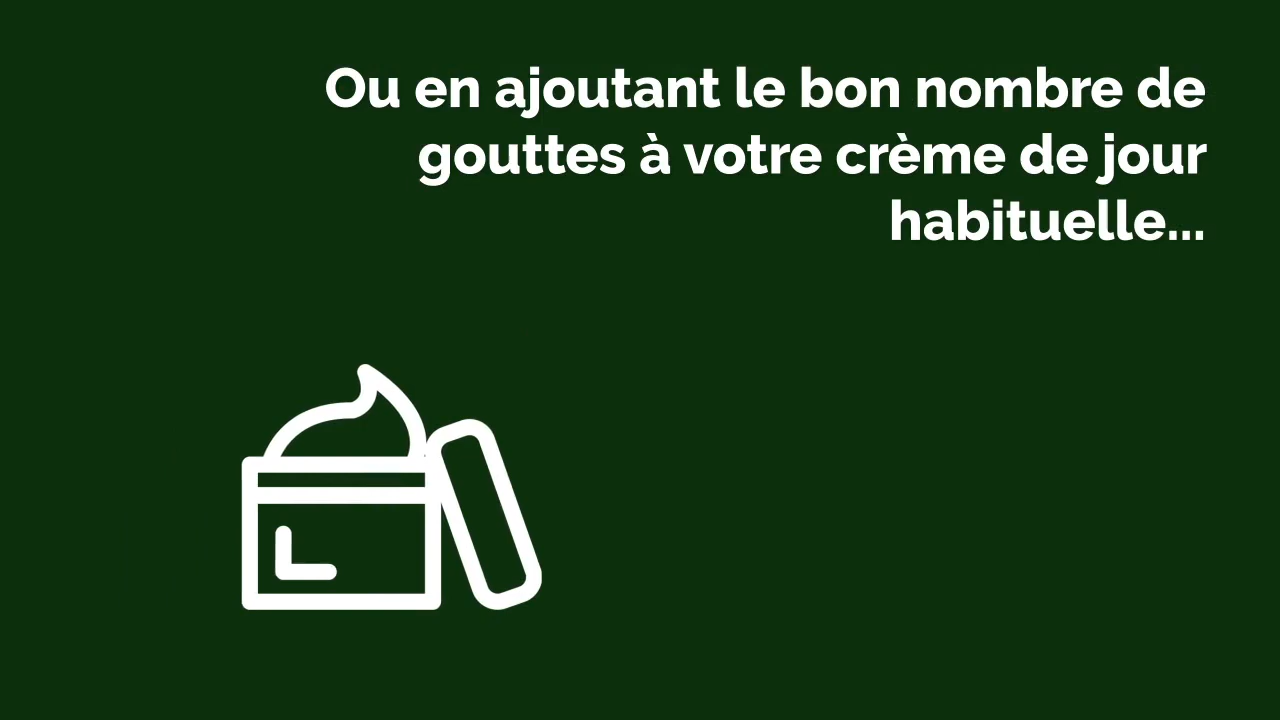 Ou en ajoutant le bon nombre de
gouttes à votre crème de jour
habituelle...